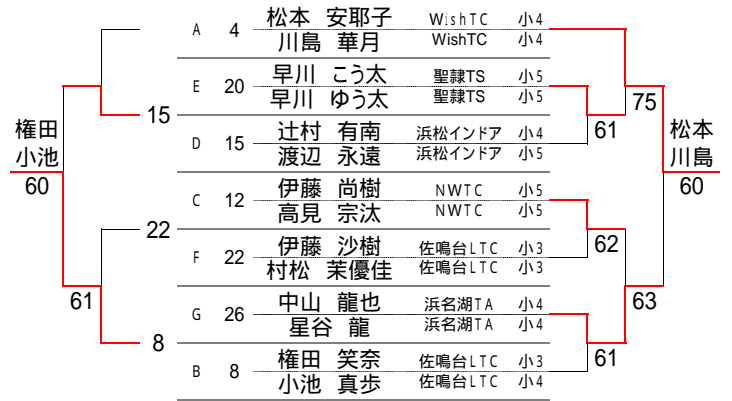 A 4 松本 安耶子 WishTC 小4
川島 華月 WishTC 小4
E 20 早川 こう太 聖隷TS 小5
早川 ゆう太 聖隷TS 小5
15 75
権田 D 15 辻村 有南 浜松インドア 小4 61 松本
小池 渡辺 永遠 浜松インドア 小5 川島
60 C 12 伊藤 尚樹 NWTC 小5 60
高見 宗汰 NWTC 小5
22 62
F 22 伊藤 沙樹 佐鳴台LTC 小3
村松 茉優佳 佐鳴台LTC 小3
61 G 26 中山 龍也 浜名湖TA 小4 63
星谷 龍 浜名湖TA 小4
8 61
B 8 権田 笑奈 佐鳴台LTC 小3
小池 真歩 佐鳴台LTC 小4